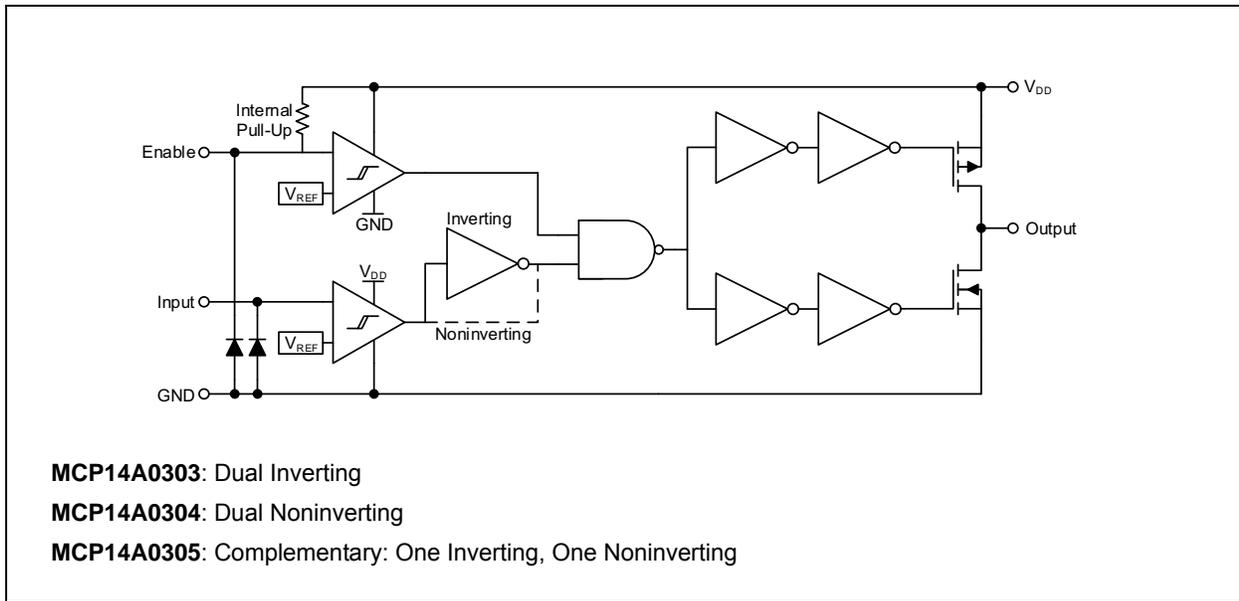 V_DD
Internal
Pull-Up
Enable
V_REF
GND
Inverting
Output
V_DD
Input
V_REF
Noninverting
GND
MCP14A0303: Dual Inverting
MCP14A0304: Dual Noninverting
MCP14A0305: Complementary: One Inverting, One Noninverting